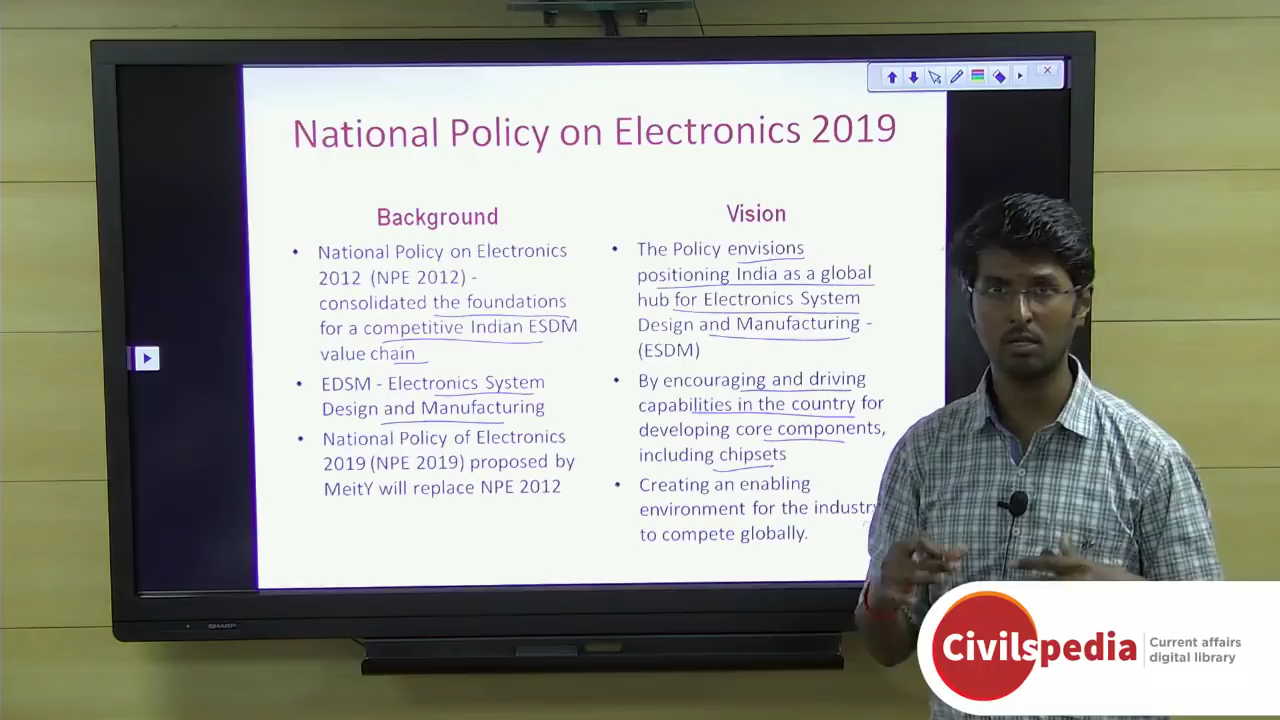 National Policy on Electronics 2019
Background
• National Policy on Electronics
2012 (NPE 2012) -
consolidated the foundations
for a competitive Indian ESDM
value chain
• EDSM - Electronics System
Design and Manufacturing
• National Policy of Electronics
2019 (NPE 2019) proposed by
MeitY will replace NPE 2012
Vision
• The Policy envisions
positioning India as a global
hub for Electronics System
Design and Manufacturing -
(ESDM)
• By encouraging and driving
capabilities in the country for
developing core components,
including chipsets
• Creating an enabling
environment for the industry
to compete globally.
SHARP
Civilspedia
Current affairs
digital library